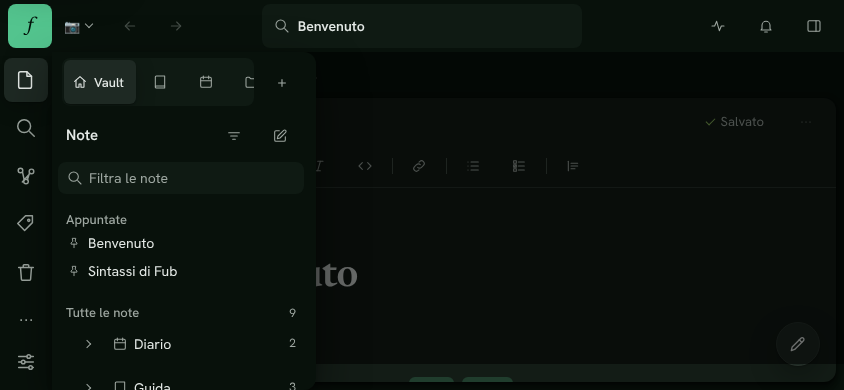 f
Benvenuto
Vault
Note
Salvato
Filtra le note
Appuntate
Benvenuto
Sintassi di Fub
uto
Tutte le note 9
Diario 2
Guida 3